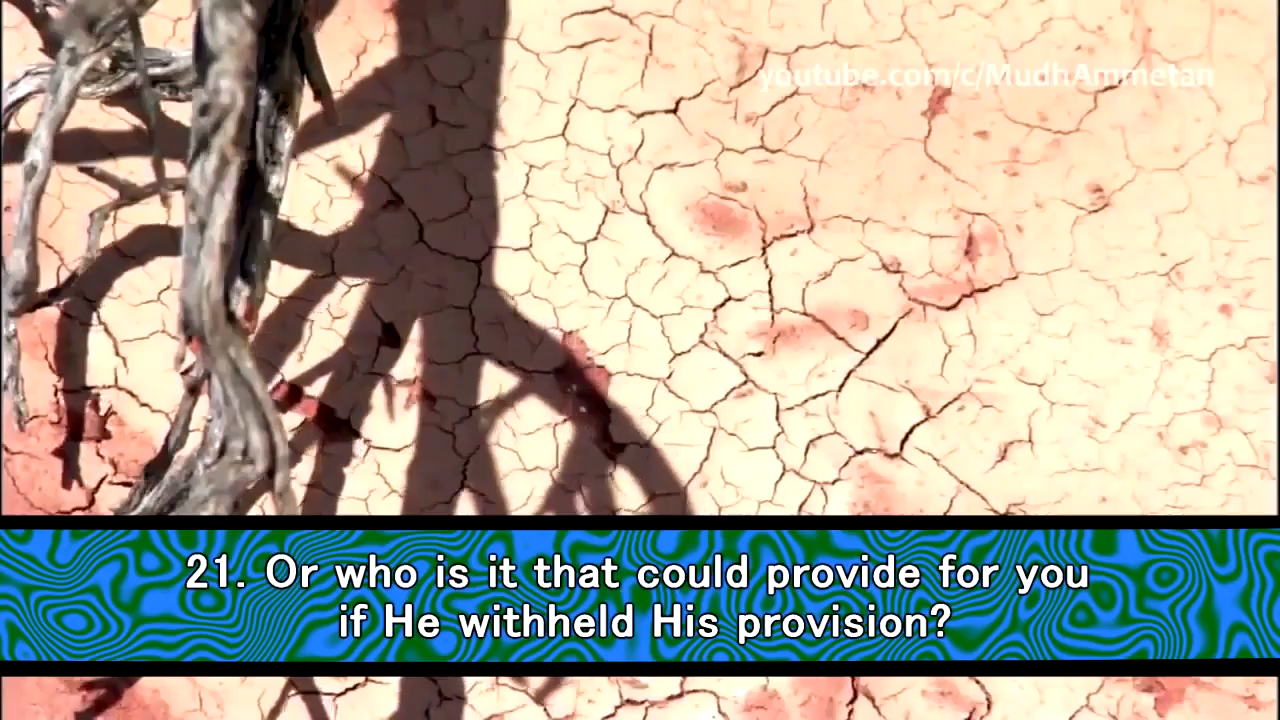 youtube.com/c/MudhAmmetan
21. Or who is it that could provide for you
if He withheld His provision?